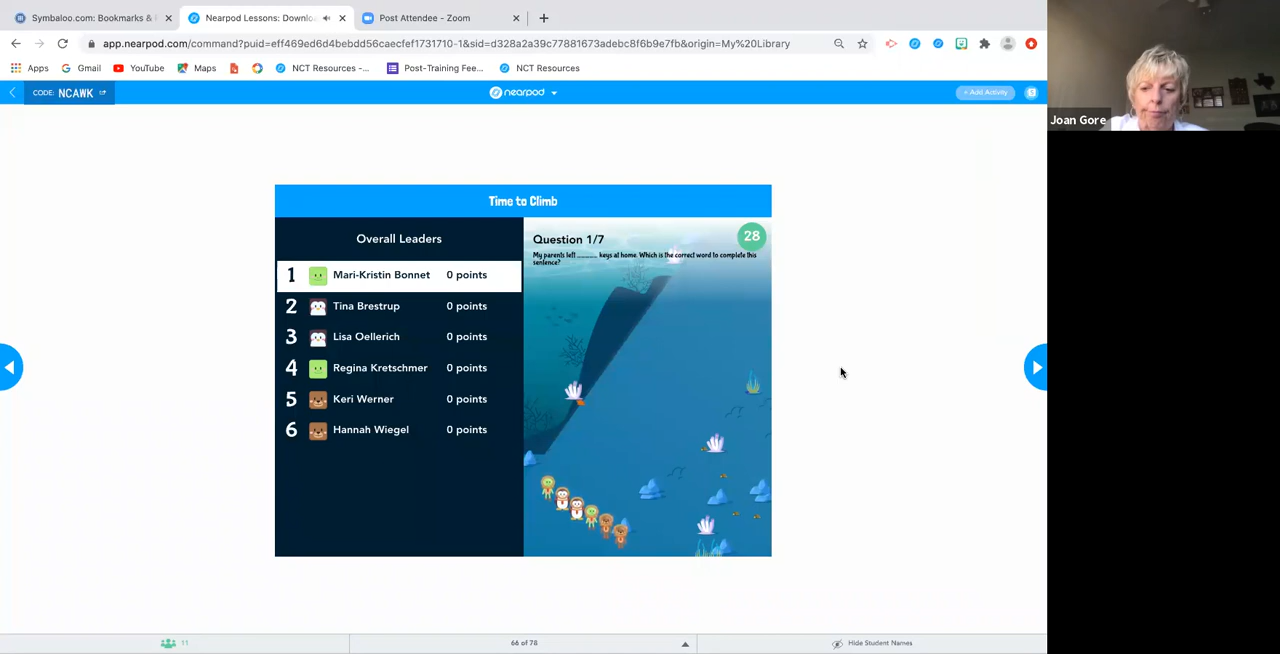 Symbaloo.com: Bookmarks &
Nearpod Lessons: Downlo
Post Attendee - Zoom
app.nearpod.com/command?puid=eff469ed6d4bebdd56caecfef1731710-1&sid=d328a2a39c77881673adebc8f6b9e7fb&origin=My%20Library
Apps
Gmail
YouTube
Maps
NCT Resources -...
Post-Training Fee...
NCT Resources
CODE: NCAWK
nearpod
+ Add Activity
Joan Gore
Time to Climb
Overall Leaders
1 Mari-Kristin Bonnet 0 points
2 Tina Brestrup 0 points
3 Lisa Oellerich 0 points
4 Regina Kretschmer 0 points
5 Keri Werner 0 points
6 Hannah Wiegel 0 points
Question 1/7
28
My parents left .......... keys at home. Which is the correct word to complete this
sentence?
11
66 of 78
Hide Student Names